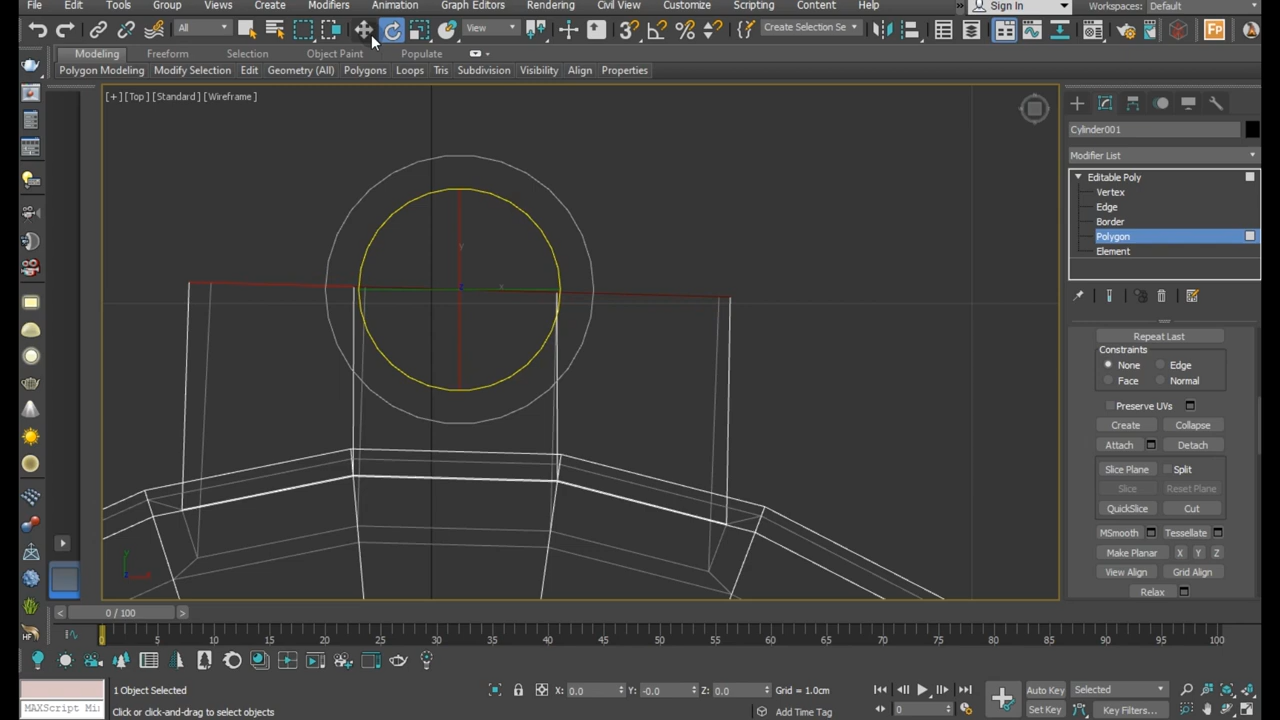 File Edit Tools Group Views Create Modifiers Animation Graph Editors Rendering Civil View Customize Scripting Content Help » Sign In Workspaces: Default
All View Create Selection Se
Modeling Freeform Selection Object Paint Populate
Polygon Modeling Modify Selection Edit Geometry (All) Polygons Loops Tris Subdivision Visibility Align Properties
[+] [Top] [Standard] [Wireframe]
Cylinder001
Modifier List
Editable Poly
Vertex
Edge
Border
Polygon
Element
Repeat Last
Constraints
None Edge
Face Normal
Preserve UVs
Create Collapse
Attach Detach
Slice Plane Split
Slice Reset Plane
QuickSlice Cut
MSmooth Tessellate
Make Planar X Y Z
View Align Grid Align
Relax
y
x
y
HF
< 0 / 100 >
0 5 10 15 20 25 30 35 40 45 50 55 60 65 70 75 80 85 90 95 100
1 Object Selected X: 0.0 Y: -0.0 Z: 0.0 Grid = 1.0cm Auto Key Selected
MAXScript Mi Click or click-and-drag to select objects Add Time Tag 0 Set Key Key Filters...